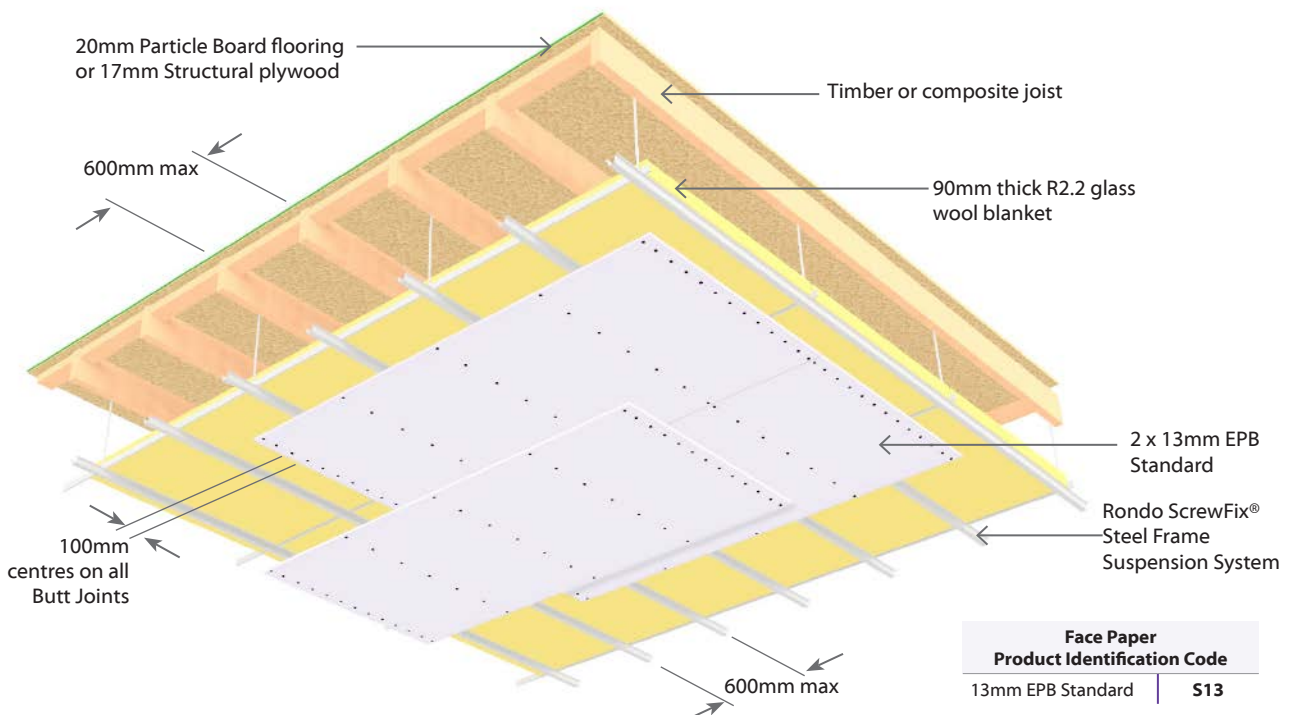 20mm Particle Board flooring
or 17mm Structural plywood
Timber or composite joist
600mm max
90mm thick R2.2 glass
wool blanket
2 x 13mm EPB
Standard
Rondo ScrewFix®
Steel Frame
Suspension System
100mm
centres on all
Butt Joints
600mm max
Face Paper
Product Identification Code
13mm EPB Standard S13